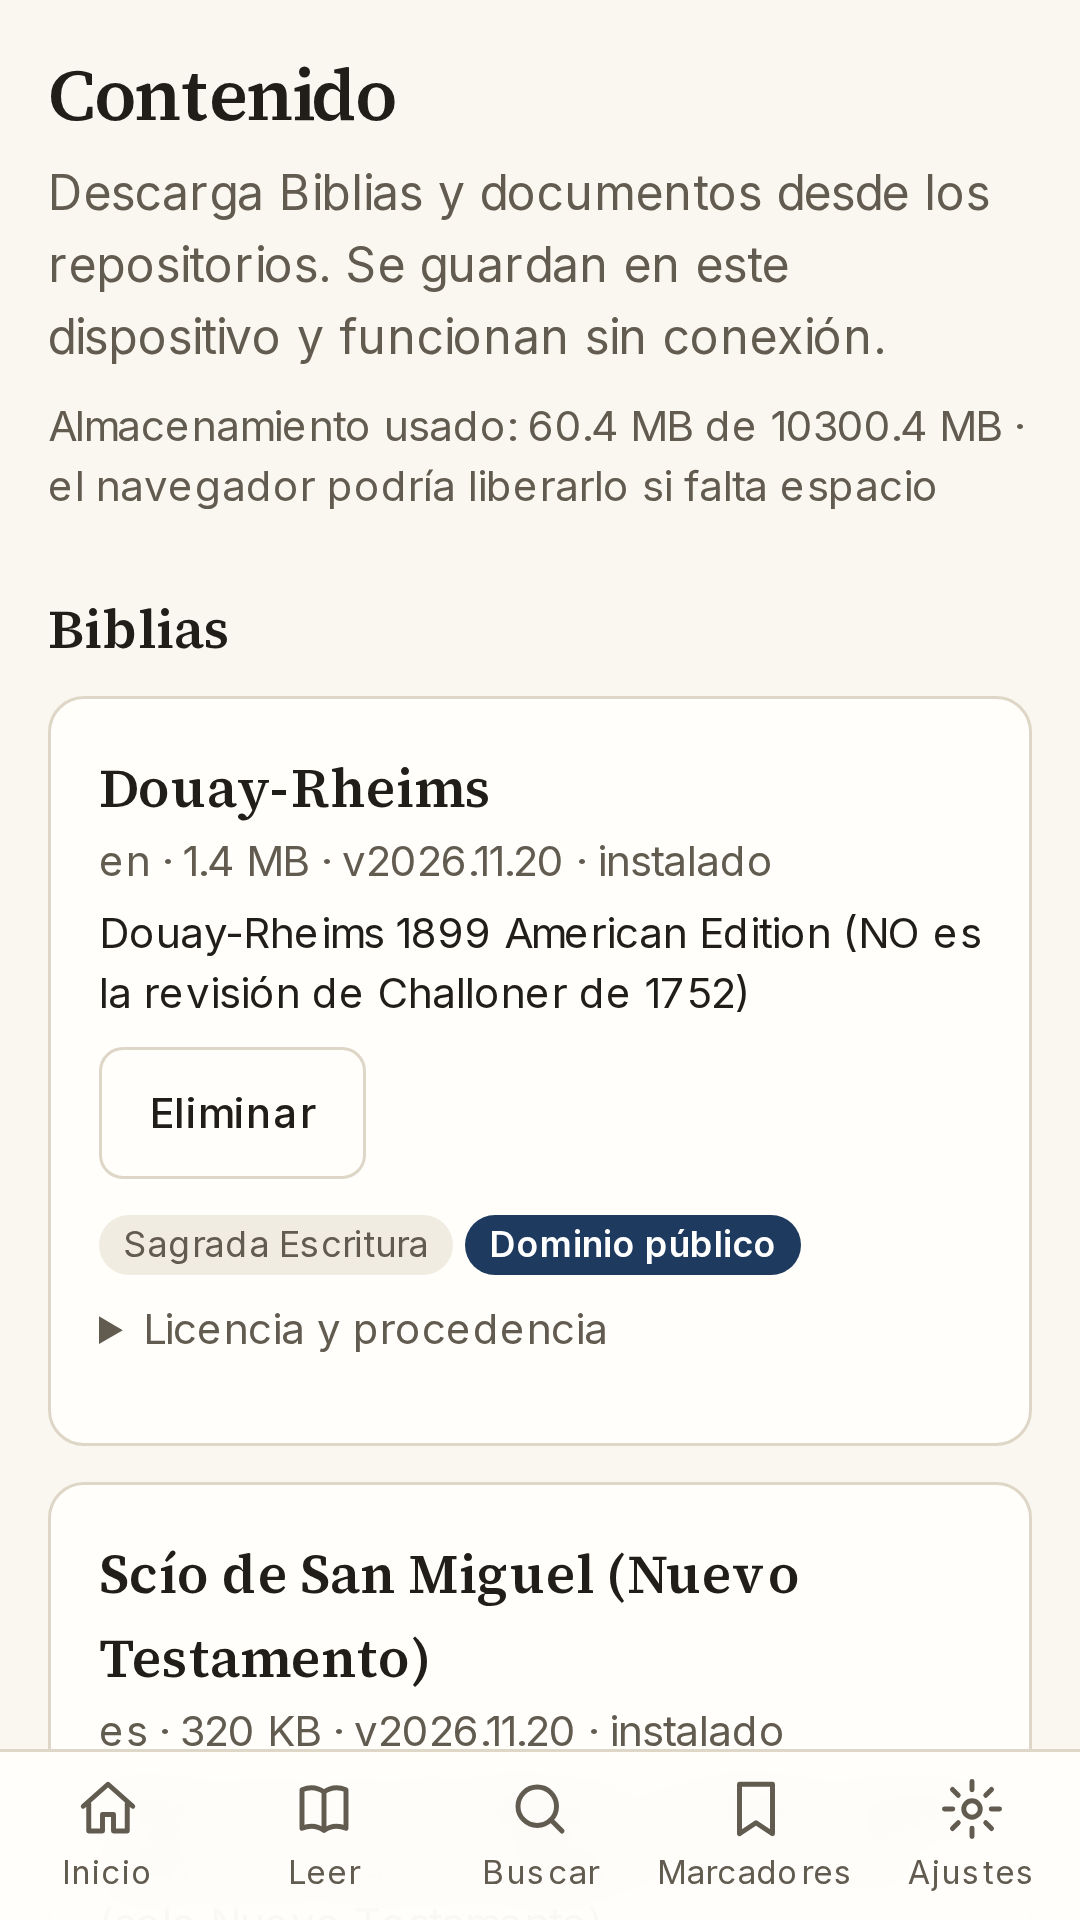 Contenido
Descarga Biblias y documentos desde los
repositorios. Se guardan en este
dispositivo y funcionan sin conexión.
Almacenamiento usado: 60.4 MB de 10300.4 MB ·
el navegador podría liberarlo si falta espacio
Biblias
Douay-Rheims
en · 1.4 MB · v2026.11.20 · instalado
Douay-Rheims 1899 American Edition (NO es
la revisión de Challoner de 1752)
Eliminar
Sagrada Escritura Dominio público
Licencia y procedencia
Scío de San Miguel (Nuevo
Testamento)
es · 320 KB · v2026.11.20 · instalado
Inicio Leer Buscar Marcadores Ajustes
(solo Nuevo Testamento)